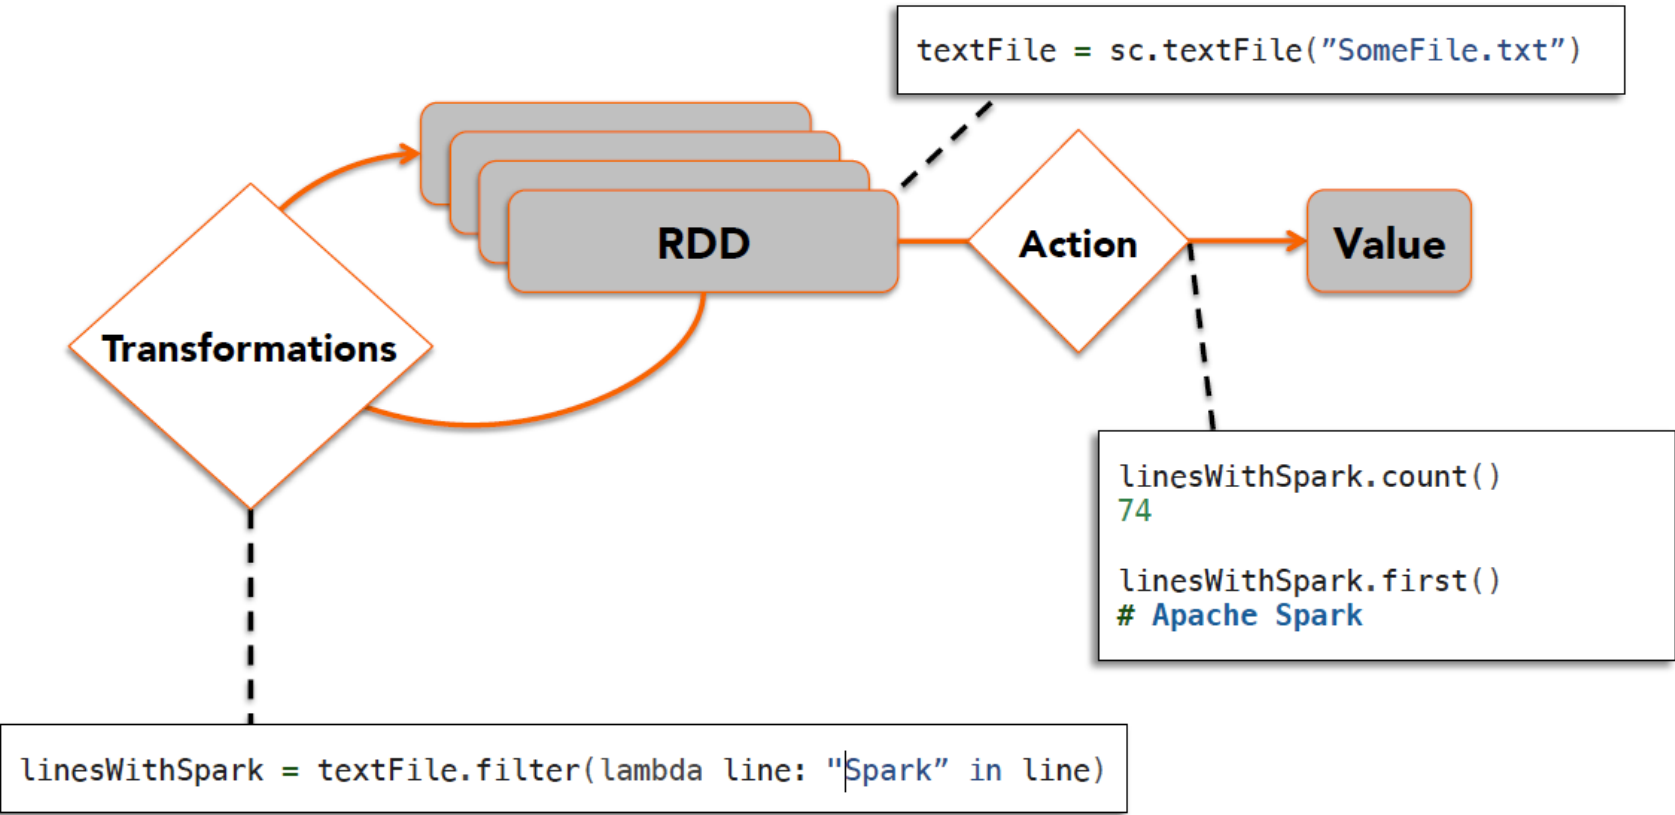 textFile = sc.textFile(”SomeFile.txt”)
RDD
Action
Value
Transformations
linesWithSpark.count()
74
linesWithSpark.first()
# Apache Spark
linesWithSpark = textFile.filter(lambda line: "Spark” in line)